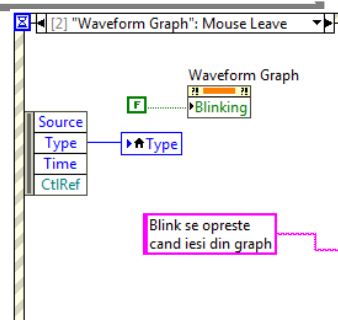 [2] "Waveform Graph": Mouse Leave
Waveform Graph
?! ?!
F
Blinking
Source
Type
Type
Time
CtlRef
Blink se opreste
cand iesi din graph